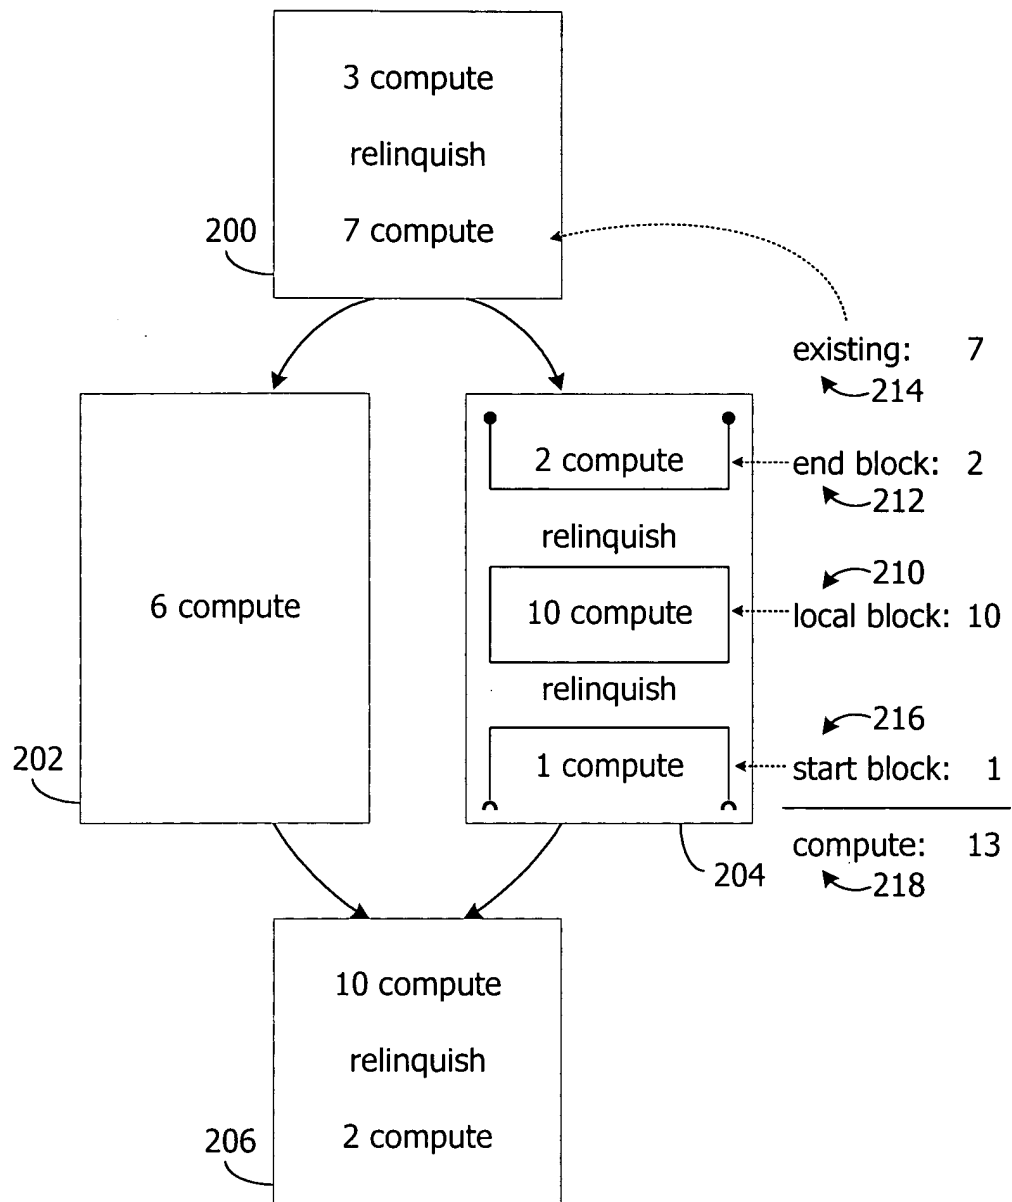 3 compute
relinquish
7 compute
200
existing: 7
214
2 compute
end block: 2
212
relinquish
210
6 compute
10 compute
local block: 10
relinquish
216
202
1 compute
start block: 1
compute: 13
204
218
10 compute
relinquish
206
2 compute